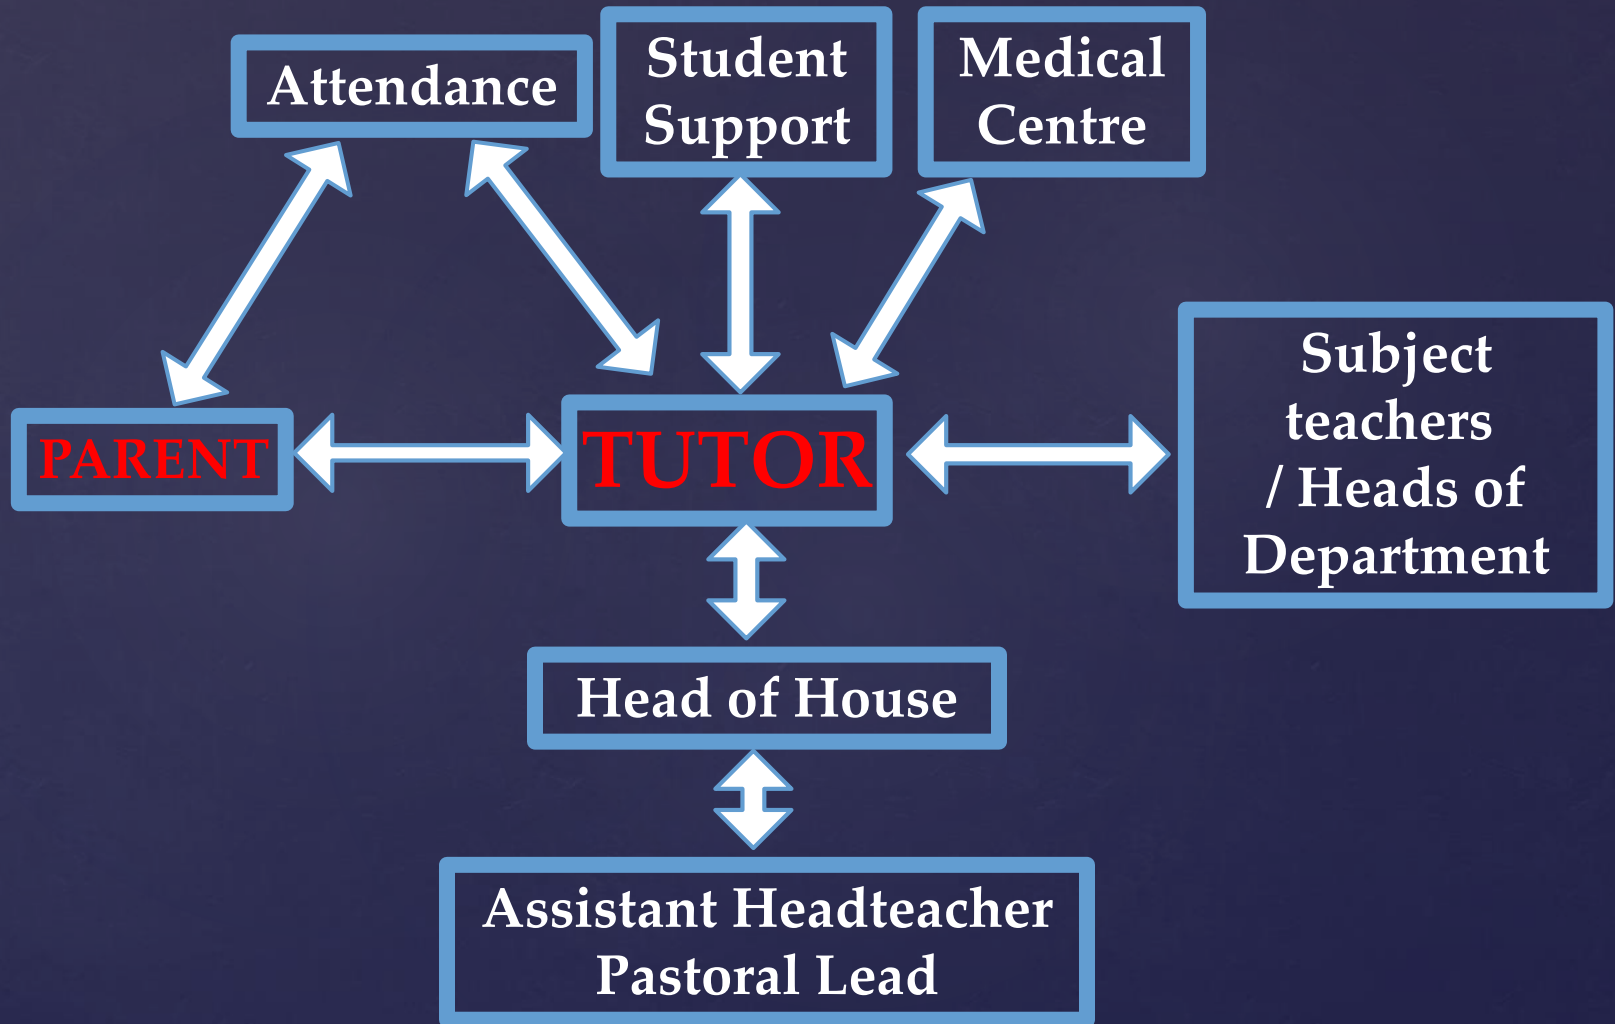 Attendance
Student
Support
Medical
Centre
PARENT
TUTOR
Subject
teachers
/ Heads of
Department
Head of House
Assistant Headteacher
Pastoral Lead